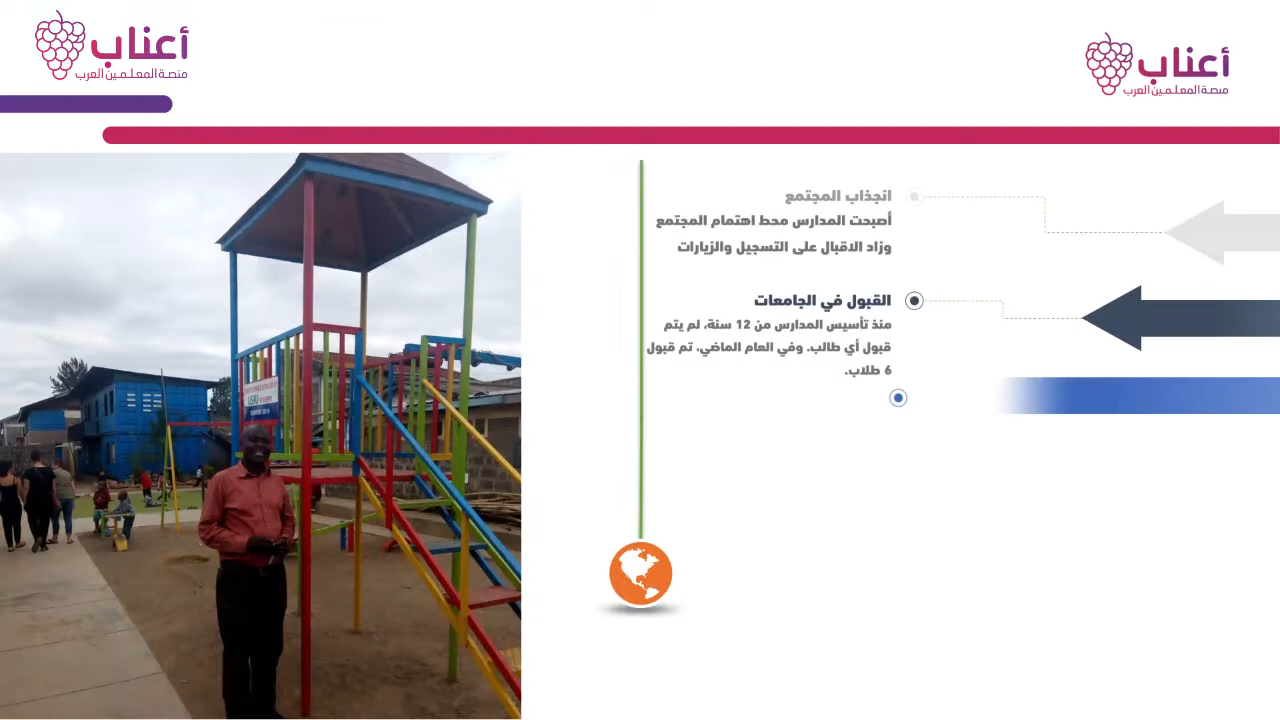 أعناب
منصة المعلمين العرب
أعناب
منصة المعلمين العرب
انجذاب المجتمع
أصبحت المدارس محط اهتمام المجتمع
وزاد الاقبال على التسجيل والزيارات
القبول في الجامعات
منذ تأسيس المدارس من 12 سنة، لم يتم
قبول أي طالب. وفي العام الماضي، تم قبول
6 طلاب.